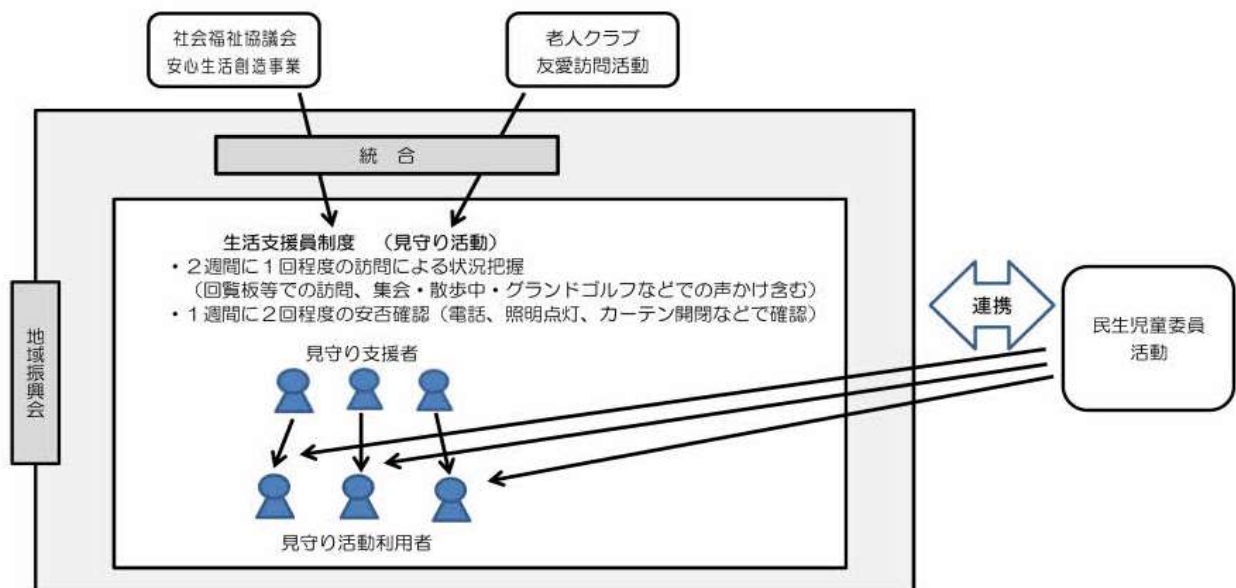 社会福祉協議会
安心生活創造事業
老人クラブ
友愛訪問活動
統 合
生活支援員制度 (見守り活動)
・2週間に1回程度の訪問による状況把握
(回覧板等での訪問、集会・散歩中・グランドゴルフなどでの声かけ含む)
・1週間に2回程度の安否確認(電話、照明点灯、カーテン開閉などで確認)
見守り支援者
見守り活動利用者
地域振興会
連携
民生児童委員
活動